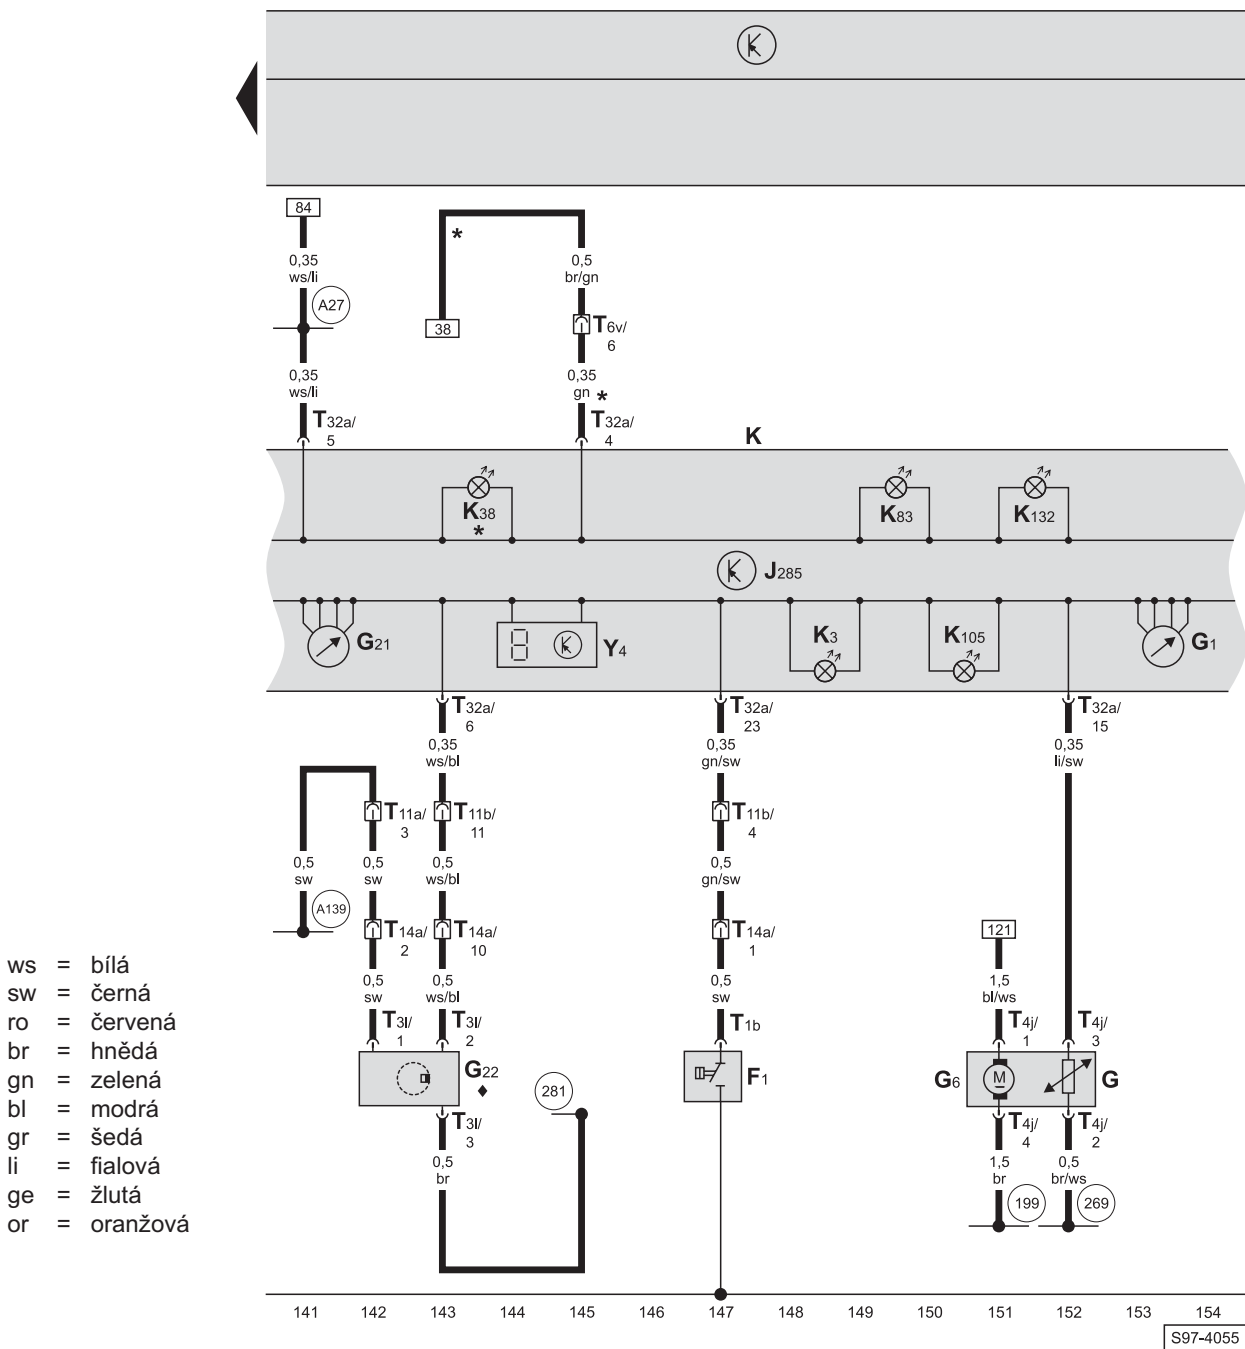 84
0,35
ws/li
A27
0,35
ws/li
T32a/
5
*
38
0,5
br/gn
T6v/
6
0,35
gn *
T32a/
4
K
K38
*
K83
K132
J285
G21
Y4
K3
K105
G1
T32a/
6
0,35
ws/bl
T32a/
23
0,35
gn/sw
T32a/
15
0,35
li/sw
T11a/
3
T11b/
11
T11b/
4
0,5
sw
0,5
sw
0,5
ws/bl
0,5
gn/sw
A139
T14a/
2
T14a/
10
T14a/
1
121
0,5
sw
0,5
ws/bl
0,5
sw
1,5
bl/ws
T3l/
1
T3l/
2
T1b
T4j/
1
T4j/
3
G22
281
F1
G6
M
G
T3l/
3
T4j/
4
T4j/
2
0,5
br
1,5
br
0,5
br/ws
199
269
ws = bílá
sw = černá
ro = červená
br = hnědá
gn = zelená
bl = modrá
gr = šedá
li = fialová
ge = žlutá
or = oranžová
141 142 143 144 145 146 147 148 149 150 151 152 153 154
S97-4055